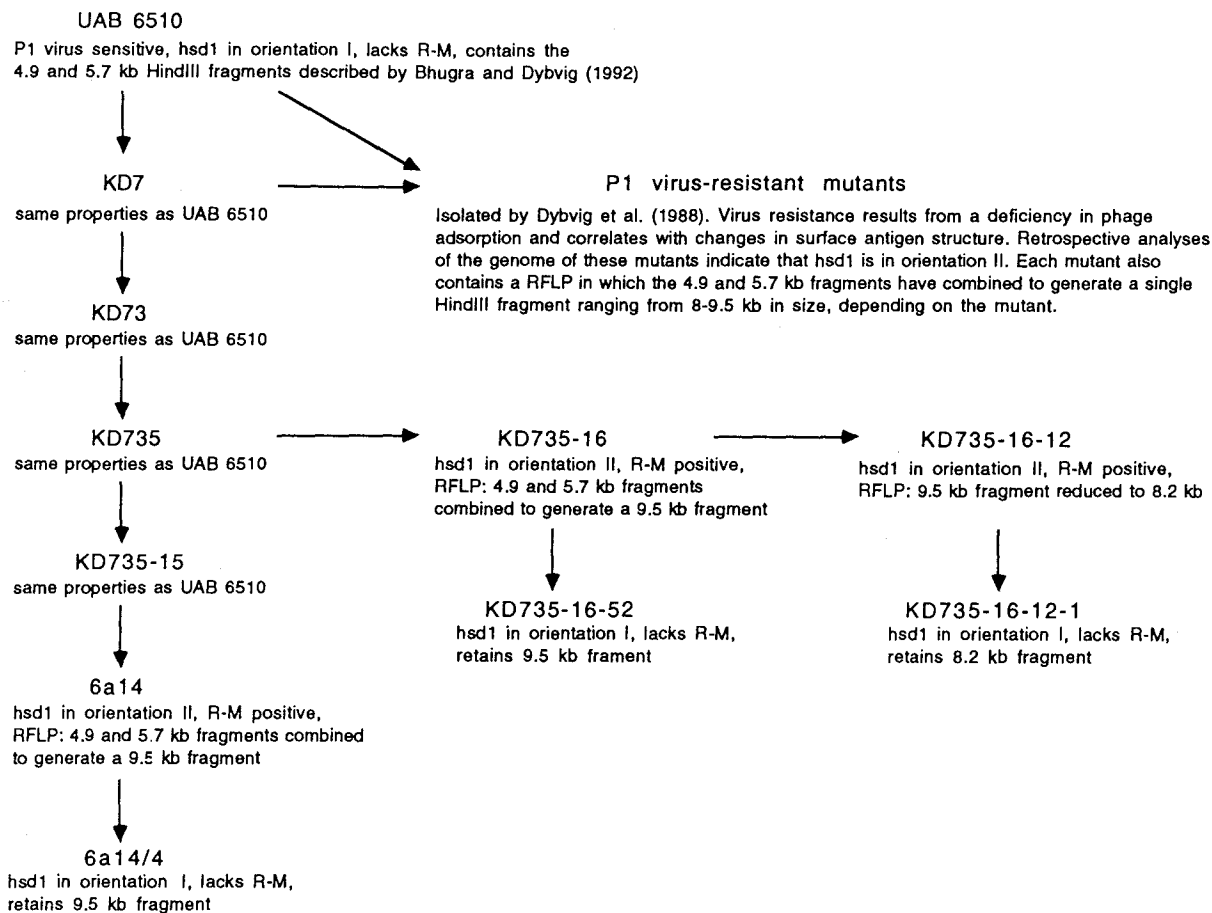 UAB 6510
P1 virus sensitive, hsd1 in orientation I, lacks R-M, contains the
4.9 and 5.7 kb HindIII fragments described by Bhugra and Dybvig (1992)
KD7
same properties as UAB 6510
P1 virus-resistant mutants
Isolated by Dybvig et al. (1988). Virus resistance results from a deficiency in phage
adsorption and correlates with changes in surface antigen structure. Retrospective analyses
of the genome of these mutants indicate that hsd1 is in orientation II. Each mutant also
contains a RFLP in which the 4.9 and 5.7 kb fragments have combined to generate a single
HindIII fragment ranging from 8-9.5 kb in size, depending on the mutant.
KD73
same properties as UAB 6510
KD735
same properties as UAB 6510
KD735-16
hsd1 in orientation II, R-M positive,
RFLP: 4.9 and 5.7 kb fragments
combined to generate a 9.5 kb fragment
KD735-16-12
hsd1 in orientation II, R-M positive,
RFLP: 9.5 kb fragment reduced to 8.2 kb
KD735-15
same properties as UAB 6510
KD735-16-52
hsd1 in orientation I, lacks R-M,
retains 9.5 kb frament
KD735-16-12-1
hsd1 in orientation I, lacks R-M,
retains 8.2 kb fragment
6a14
hsd1 in orientation II, R-M positive,
RFLP: 4.9 and 5.7 kb fragments combined
to generate a 9.5 kb fragment
6a14/4
hsd1 in orientation I, lacks R-M,
retains 9.5 kb fragment